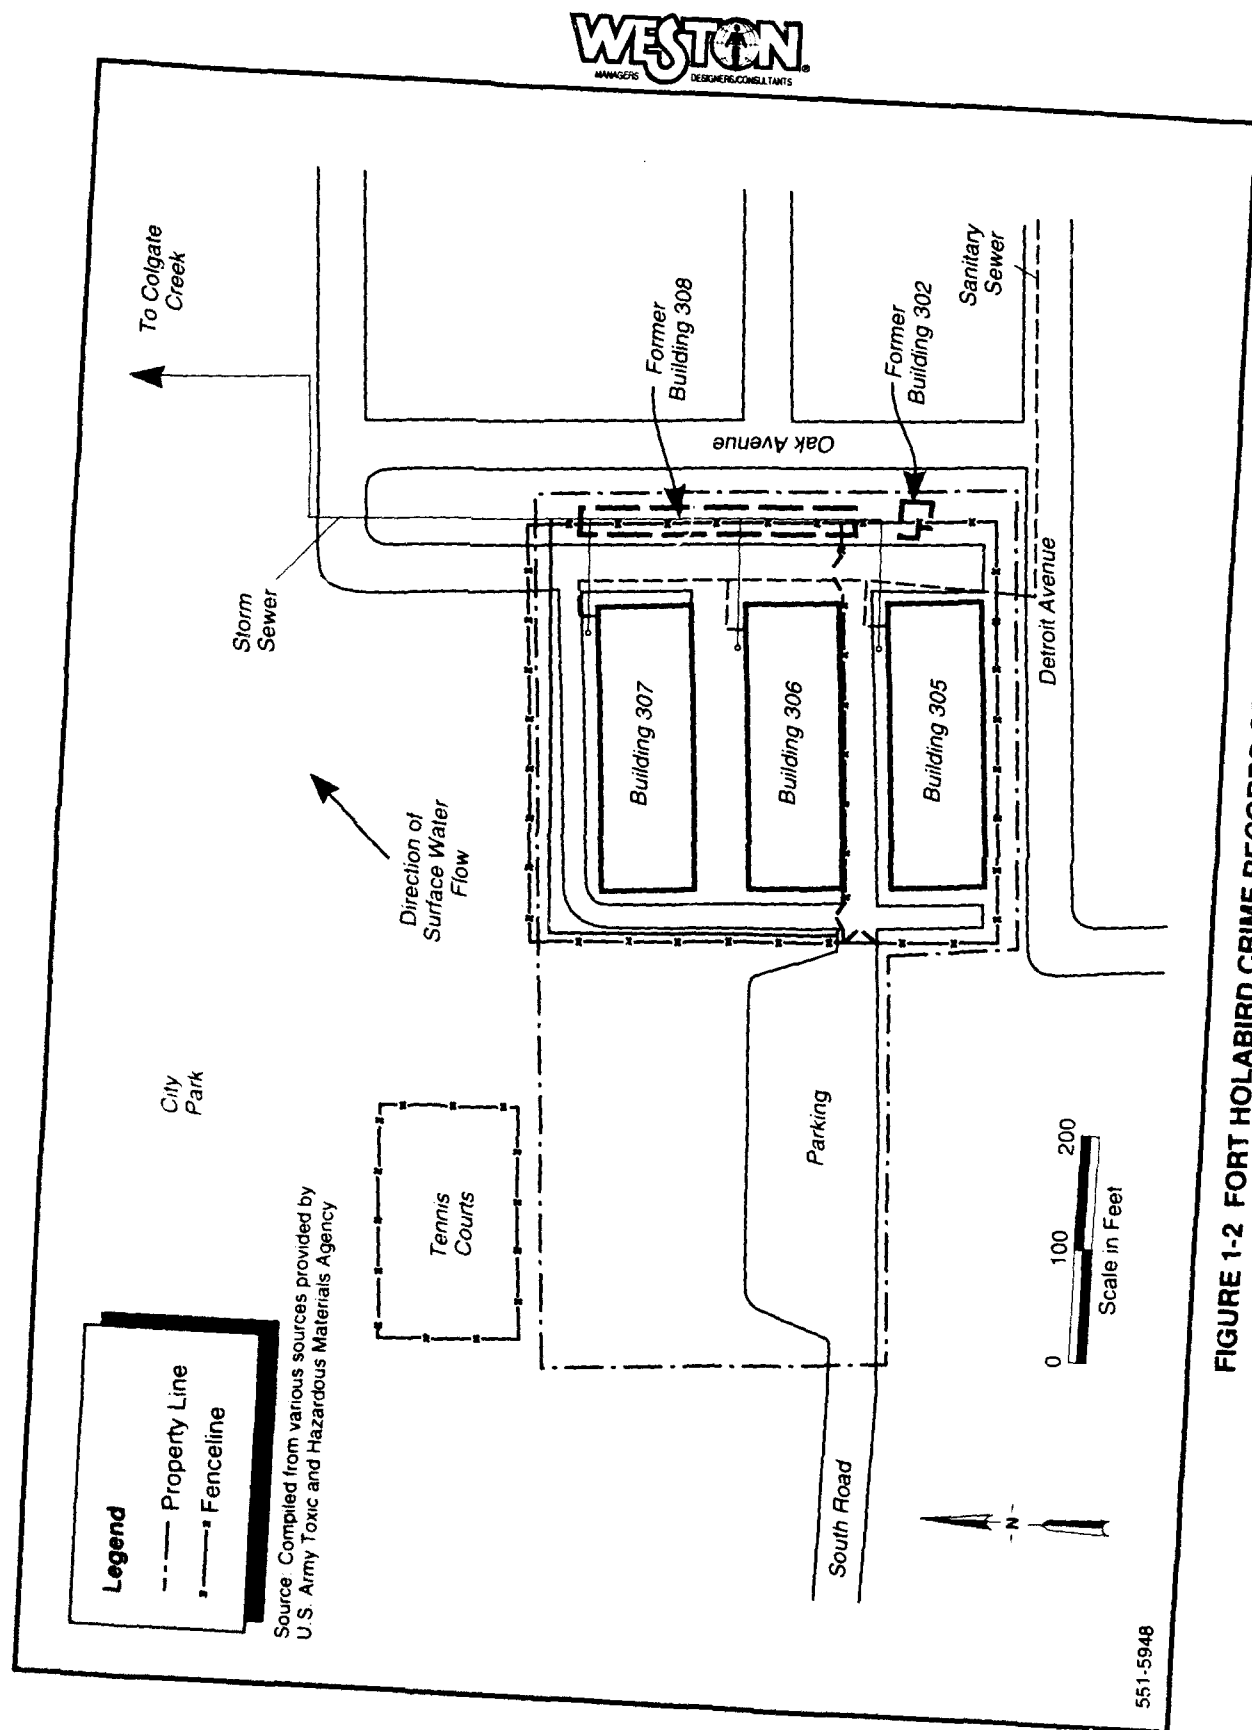 WESTON
MANAGERS DESIGNERS/CONSULTANTS
Legend
Property Line
Fenceline
Source: Compiled from various sources provided by
U.S. Army Toxic and Hazardous Materials Agency
City
Park
Tennis
Courts
Direction of
Surface Water
Flow
Storm
Sewer
To Colgate
Creek
Building 307
Building 306
Building 305
Former
Building 308
Former
Building 302
Oak Avenue
Sanitary
Sewer
Detroit Avenue
Parking
South Road
N
0 100 200
Scale in Feet
551-5948
FIGURE 1-2 FORT HOLABIRD CRIME RECORDS